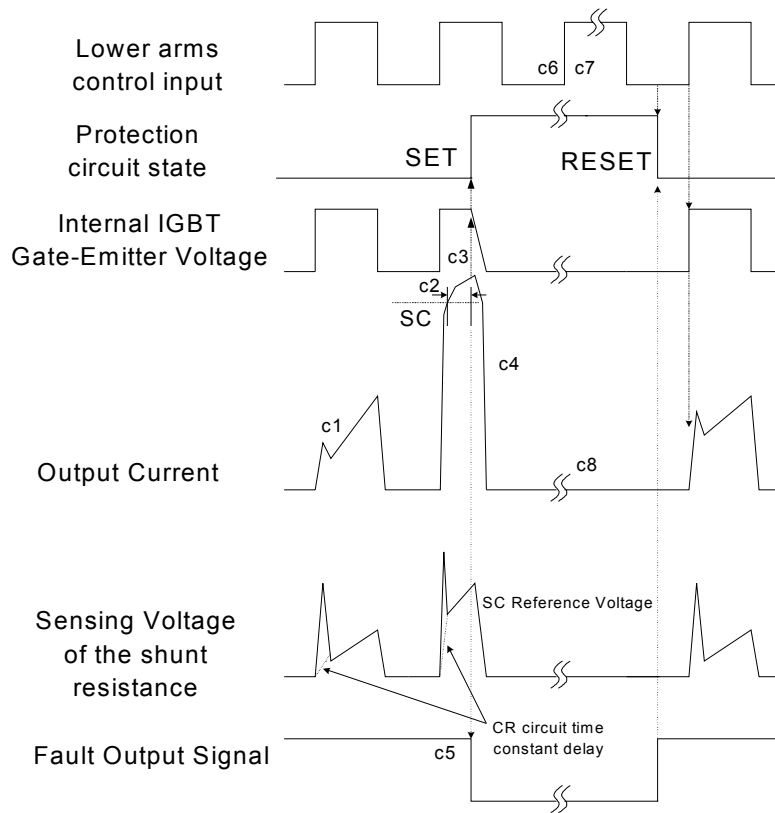 Lower arms
control input
c6 c7
Protection
circuit state
SET
RESET
Internal IGBT
Gate-Emitter Voltage
c3
c2
SC
c4
c1
Output Current
c8
SC Reference Voltage
Sensing Voltage
of the shunt
resistance
CR circuit time
constant delay
Fault Output Signal
c5